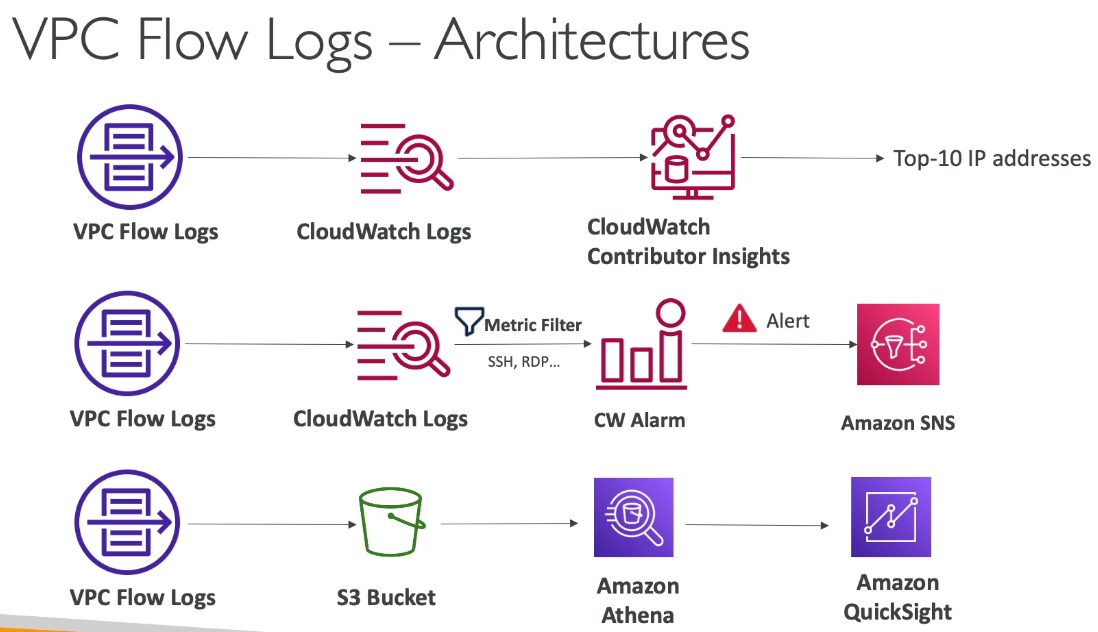 VPC Flow Logs – Architectures
Top-10 IP addresses
VPC Flow Logs
CloudWatch Logs
CloudWatch
Contributor Insights
Metric Filter
SSH, RDP...
Alert
VPC Flow Logs
CloudWatch Logs
CW Alarm
Amazon SNS
VPC Flow Logs
S3 Bucket
Amazon
Athena
Amazon
QuickSight